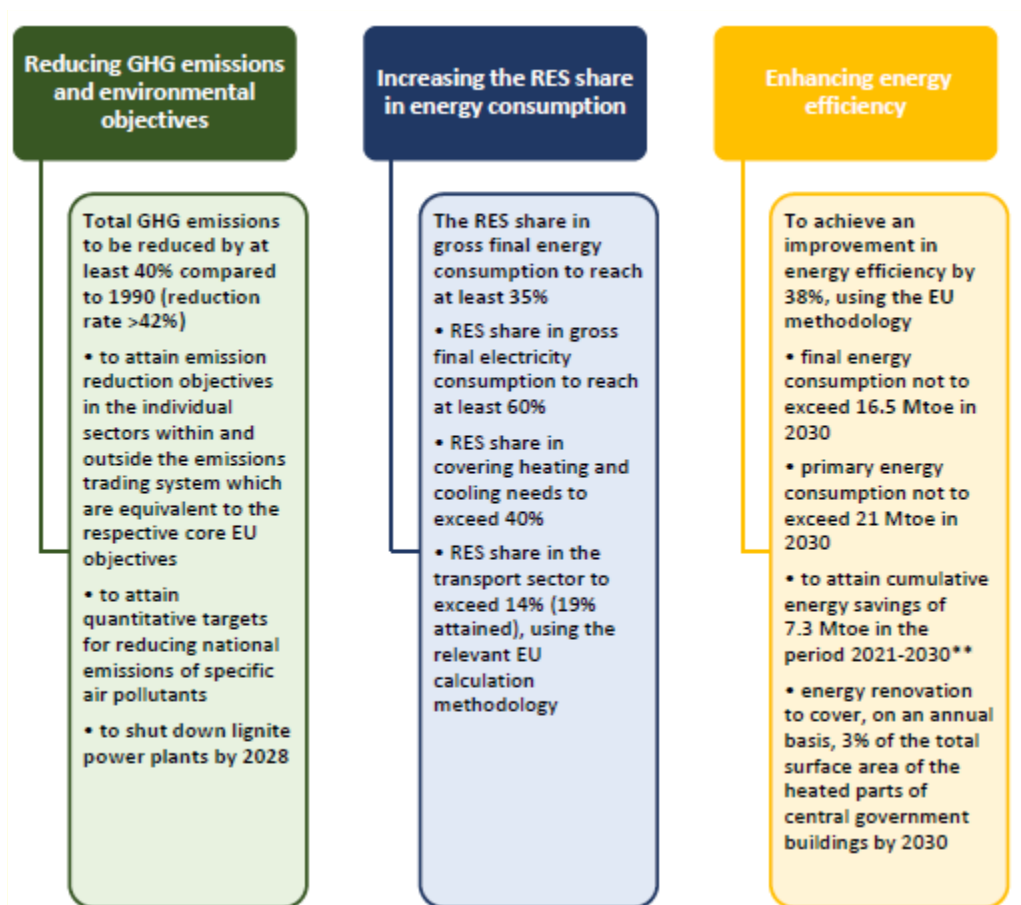 Reducing GHG emissions
and environmental
objectives
Total GHG emissions
to be reduced by at
least 40% compared
to 1990 (reduction
rate >42%)
• to attain emission
reduction objectives
in the individual
sectors within and
outside the emissions
trading system which
are equivalent to the
respective core EU
objectives
• to attain
quantitative targets
for reducing national
emissions of specific
air pollutants
• to shut down lignite
power plants by 2028
Increasing the RES share
in energy consumption
The RES share in
gross final energy
consumption to reach
at least 35%
• RES share in gross
final electricity
consumption to reach
at least 60%
• RES share in
covering heating and
cooling needs to
exceed 40%
• RES share in the
transport sector to
exceed 14% (19%
attained), using the
relevant EU
calculation
methodology
Enhancing energy
efficiency
To achieve an
improvement in
energy efficiency by
38%, using the EU
methodology
• final energy
consumption not to
exceed 16.5 Mtoe in
2030
• primary energy
consumption not to
exceed 21 Mtoe in
2030
• to attain cumulative
energy savings of
7.3 Mtoe in the
period 2021-2030**
• energy renovation
to cover, on an annual
basis, 3% of the total
surface area of the
heated parts of
central government
buildings by 2030